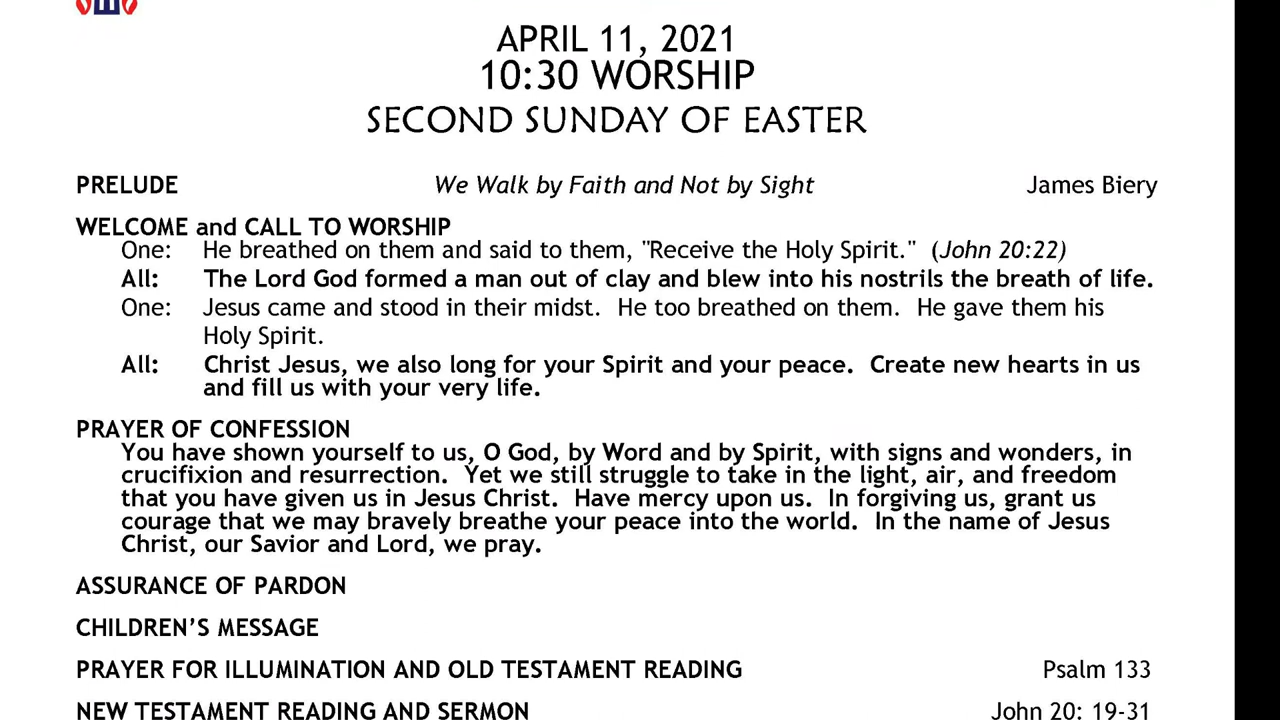 APRIL 11, 2021
10:30 WORSHIP
SECOND SUNDAY OF EASTER
PRELUDE We Walk by Faith and Not by Sight James Biery
WELCOME and CALL TO WORSHIP
One: He breathed on them and said to them, "Receive the Holy Spirit." (John 20:22)
All: The Lord God formed a man out of clay and blew into his nostrils the breath of life.
One: Jesus came and stood in their midst. He too breathed on them. He gave them his
Holy Spirit.
All: Christ Jesus, we also long for your Spirit and your peace. Create new hearts in us
and fill us with your very life.
PRAYER OF CONFESSION
You have shown yourself to us, O God, by Word and by Spirit, with signs and wonders, in
crucifixion and resurrection. Yet we still struggle to take in the light, air, and freedom
that you have given us in Jesus Christ. Have mercy upon us. In forgiving us, grant us
courage that we may bravely breathe your peace into the world. In the name of Jesus
Christ, our Savior and Lord, we pray.
ASSURANCE OF PARDON
CHILDREN’S MESSAGE
PRAYER FOR ILLUMINATION AND OLD TESTAMENT READING Psalm 133
NEW TESTAMENT READING AND SERMON John 20: 19-31